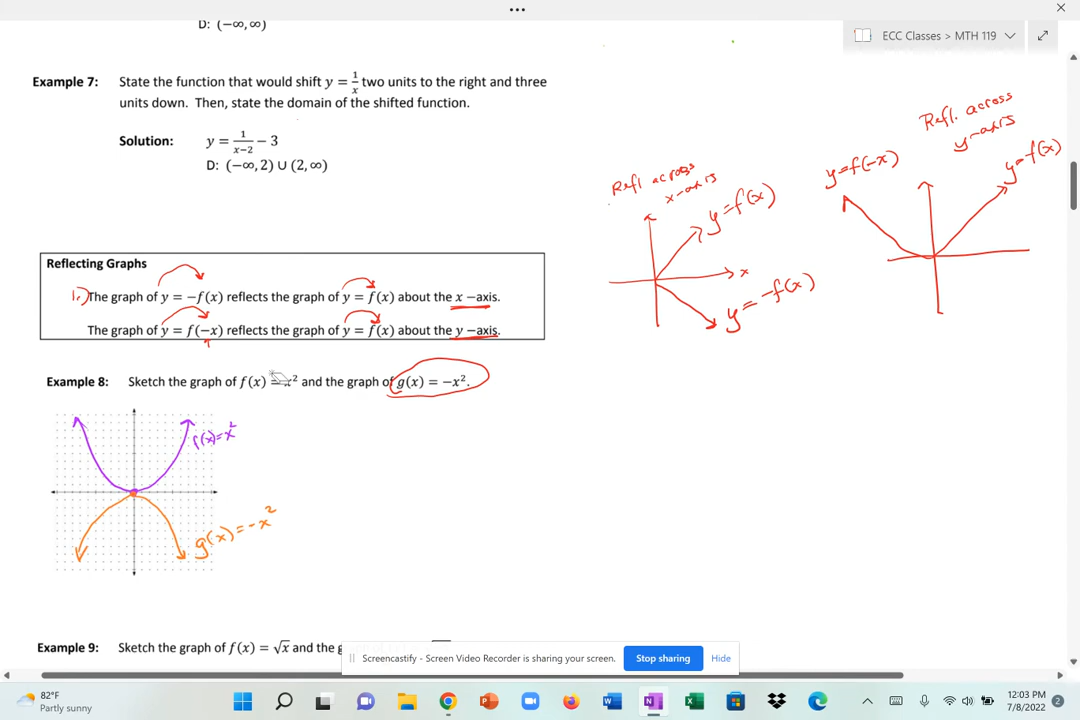 D: (−∞, ∞)
ECC Classes > MTH 119
Example 7: State the function that would shift y = 1/x two units to the right and three
units down. Then, state the domain of the shifted function.
Solution: y = 1/(x−2) − 3
D: (−∞, 2) ∪ (2, ∞)
Refl across
x-axis
y=f(x)
x
y=-f(x)
Refl. across
y-axis
y=f(-x)
y=f(x)
Reflecting Graphs
1.) The graph of y = −f(x) reflects the graph of y = f(x) about the x −axis.
The graph of y = f(−x) reflects the graph of y = f(x) about the y −axis.
Example 8: Sketch the graph of f(x) = x² and the graph of g(x) = −x².
f(x)=x²
g(x)=-x²
Example 9: Sketch the graph of f(x) = √x and the g
Screencastify - Screen Video Recorder is sharing your screen.
Stop sharing
Hide
82°F
Partly sunny
12:03 PM
7/8/2022
2